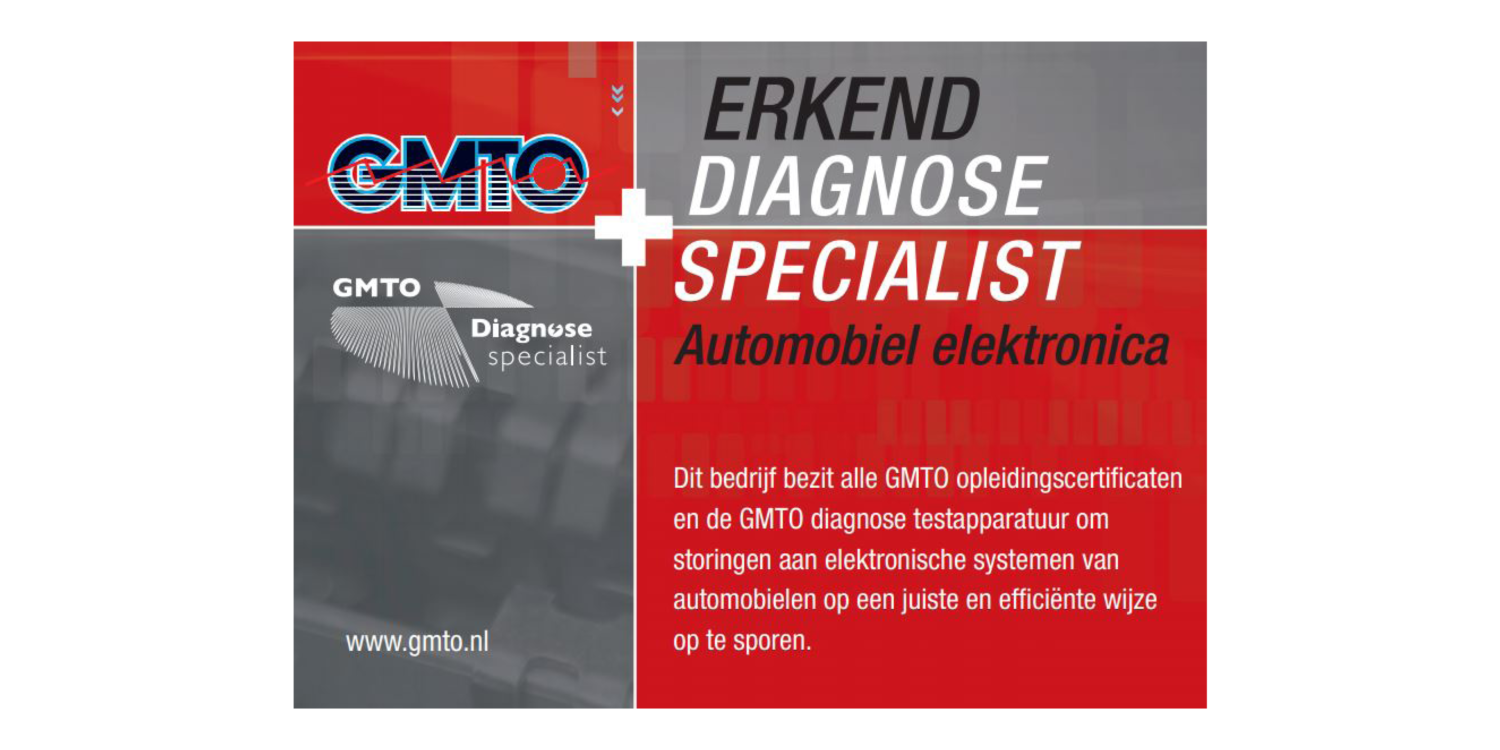 GMTO
ERKEND
DIAGNOSE
SPECIALIST
Automobiel elektronica
GMTO
Diagnose
specialist
Dit bedrijf bezit alle GMTO opleidingscertificaten
en de GMTO diagnose testapparatuur om
storingen aan elektronische systemen van
automobielen op een juiste en efficiënte wijze
op te sporen.
www.gmto.nl